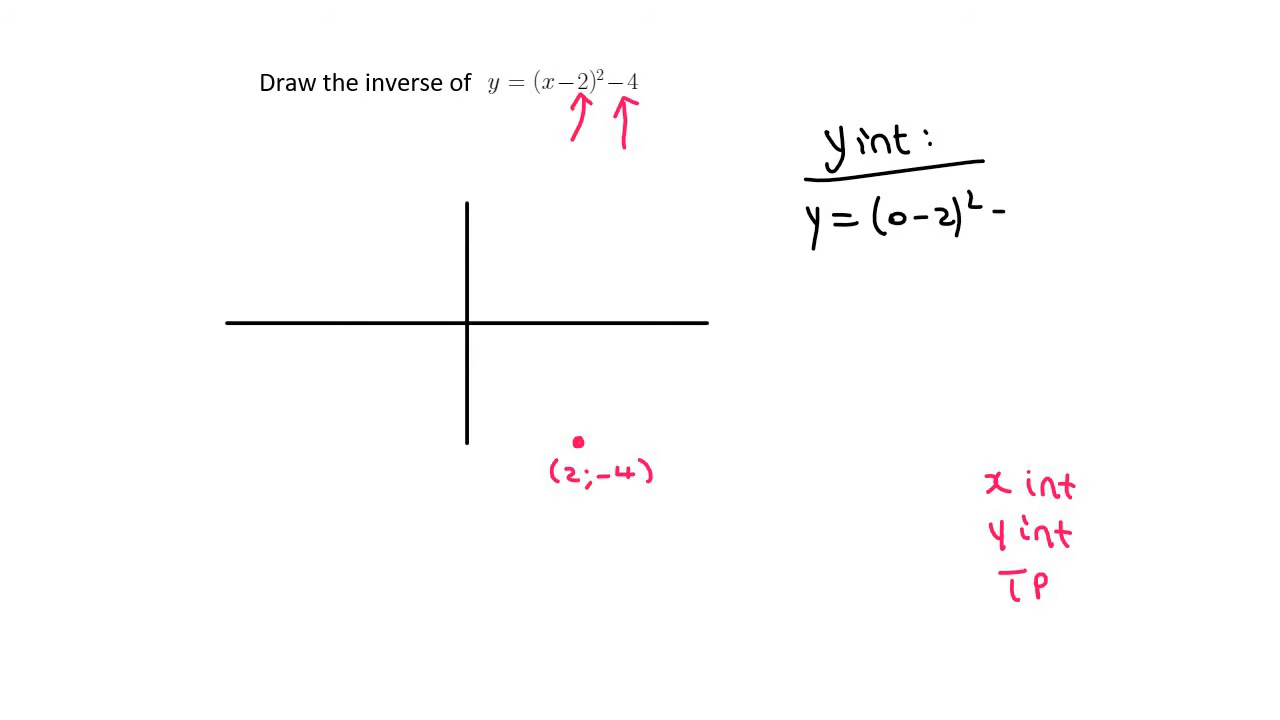 Draw the inverse of y = (x−2)²−4
y int :
y = (0−2)² −
(2;−4)
x int
y int
TP